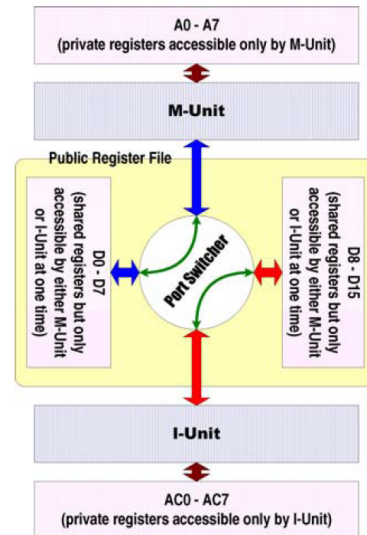 A0 - A7
(private registers accessible only by M-Unit)
M-Unit
Public Register File
D0 - D7
(shared registers but only
accessible by either M-Unit
or I-Unit at one time)
Port Switcher
D8 - D15
(shared registers but only
accessible by either M-Unit
or I-Unit at one time)
I-Unit
AC0 - AC7
(private registers accessible only by I-Unit)